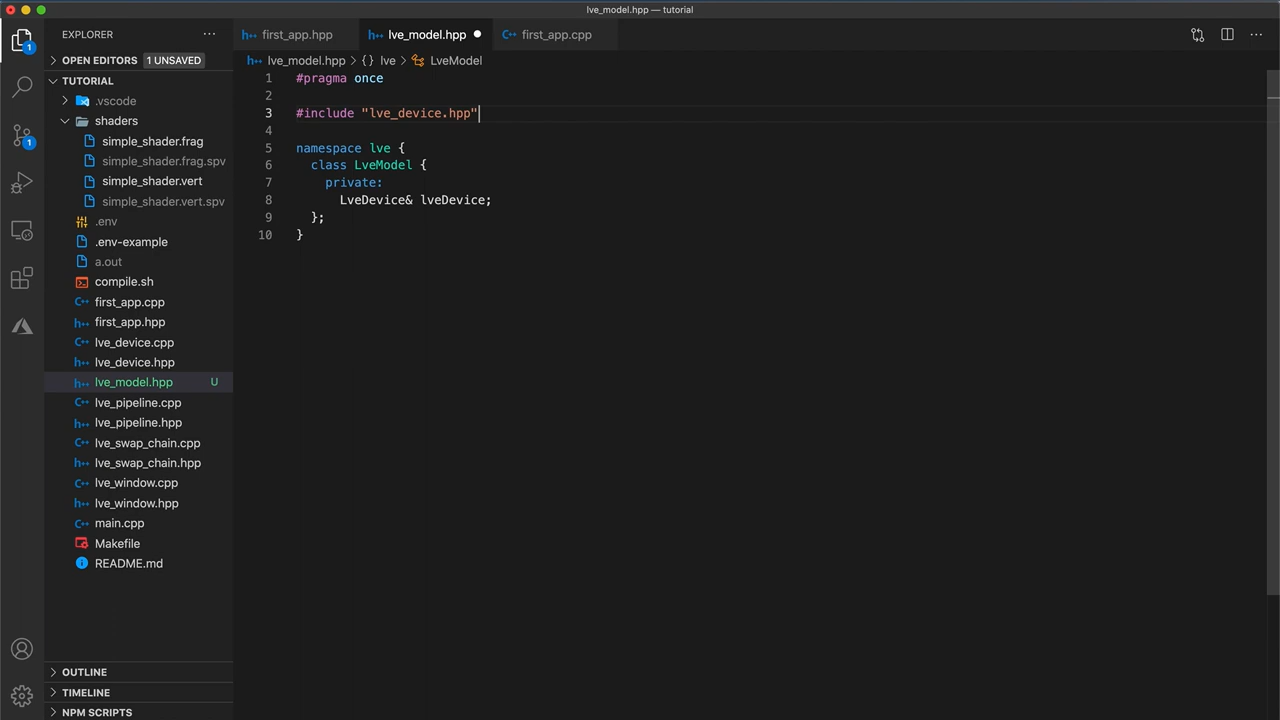 lve_model.hpp — tutorial
EXPLORER
first_app.hpp
lve_model.hpp
first_app.cpp
OPEN EDITORS 1 UNSAVED
lve_model.hpp > {} lve > LveModel
TUTORIAL
.vscode
shaders
simple_shader.frag
simple_shader.frag.spv
simple_shader.vert
simple_shader.vert.spv
.env
.env-example
a.out
compile.sh
first_app.cpp
first_app.hpp
lve_device.cpp
lve_device.hpp
lve_model.hpp U
lve_pipeline.cpp
lve_pipeline.hpp
lve_swap_chain.cpp
lve_swap_chain.hpp
lve_window.cpp
lve_window.hpp
main.cpp
Makefile
README.md
OUTLINE
TIMELINE
NPM SCRIPTS
1
1
1 #pragma once
2
3 #include "lve_device.hpp"
4
5 namespace lve {
6 class LveModel {
7 private:
8 LveDevice& lveDevice;
9 };
10 }